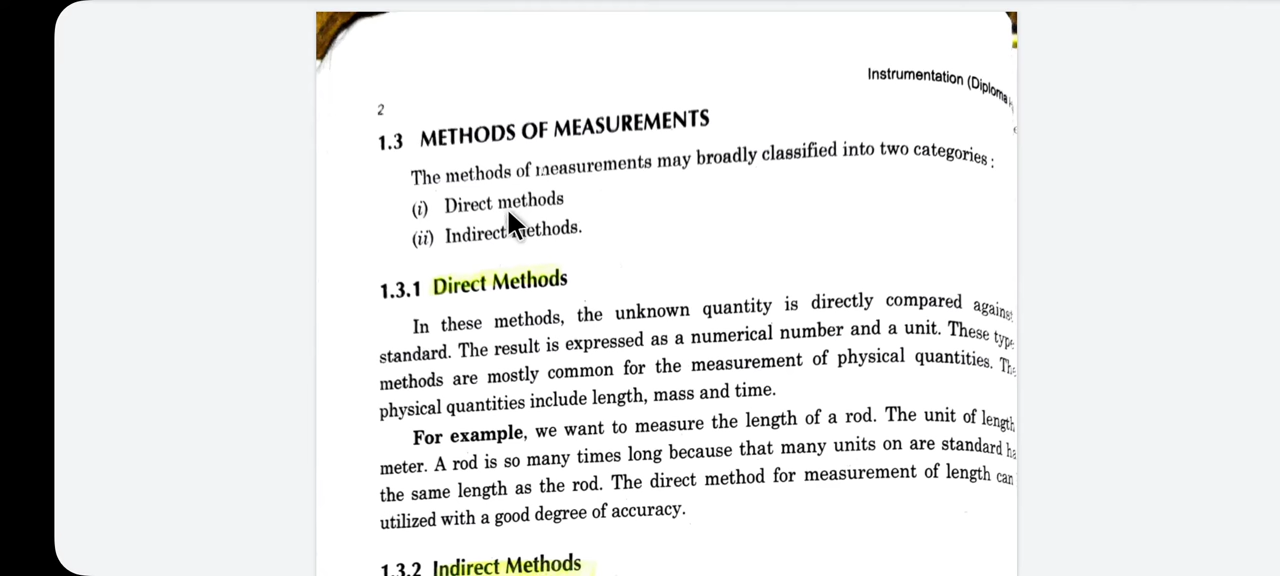 Instrumentation (Diploma
2
1.3 METHODS OF MEASUREMENTS
The methods of measurements may broadly classified into two categories :
(i) Direct methods
(ii) Indirect methods.
1.3.1 Direct Methods
In these methods, the unknown quantity is directly compared against
standard. The result is expressed as a numerical number and a unit. These type
methods are mostly common for the measurement of physical quantities. The
physical quantities include length, mass and time.
For example, we want to measure the length of a rod. The unit of length
meter. A rod is so many times long because that many units on are standard ha
the same length as the rod. The direct method for measurement of length can
utilized with a good degree of accuracy.
1.3.2 Indirect Methods